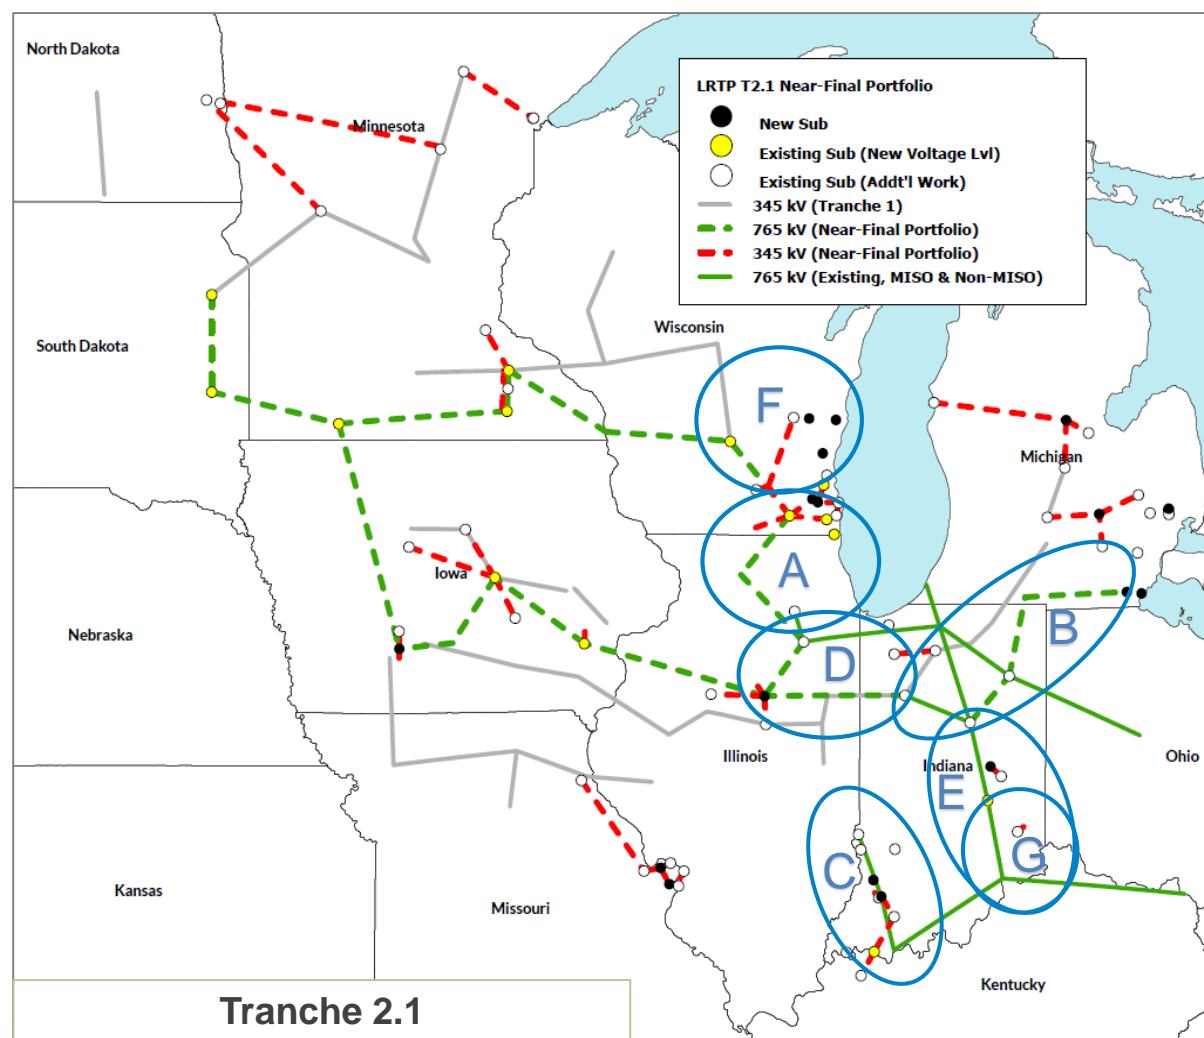 North Dakota
Minnesota
LRTP T2.1 Near-Final Portfolio
New Sub
Existing Sub (New Voltage Lvl)
Existing Sub (Addt'l Work)
345 kV (Tranche 1)
765 kV (Near-Final Portfolio)
345 kV (Near-Final Portfolio)
765 kV (Existing, MISO & Non-MISO)
South Dakota
Wisconsin
F
Michigan
Iowa
A
Nebraska
B
D
Illinois
Indiana
Ohio
E
G
C
Kansas
Missouri
Kentucky
Tranche 2.1